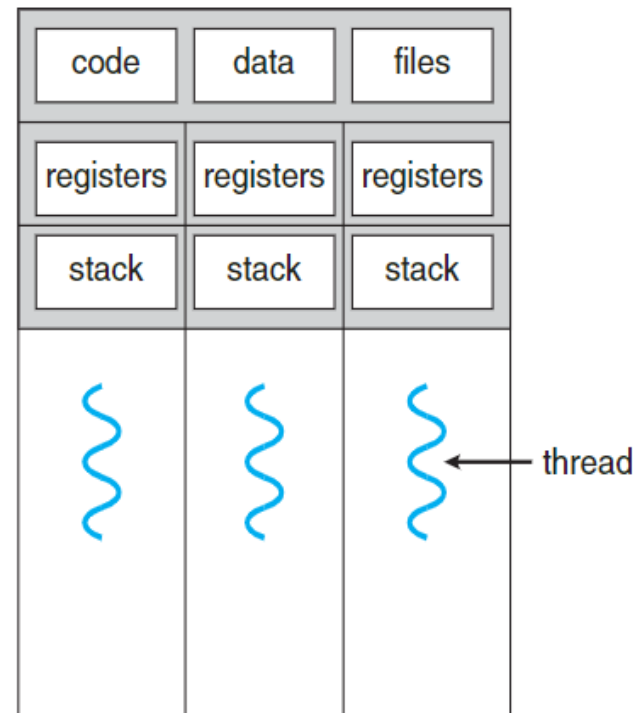 code data files
registers registers registers
stack stack stack
thread